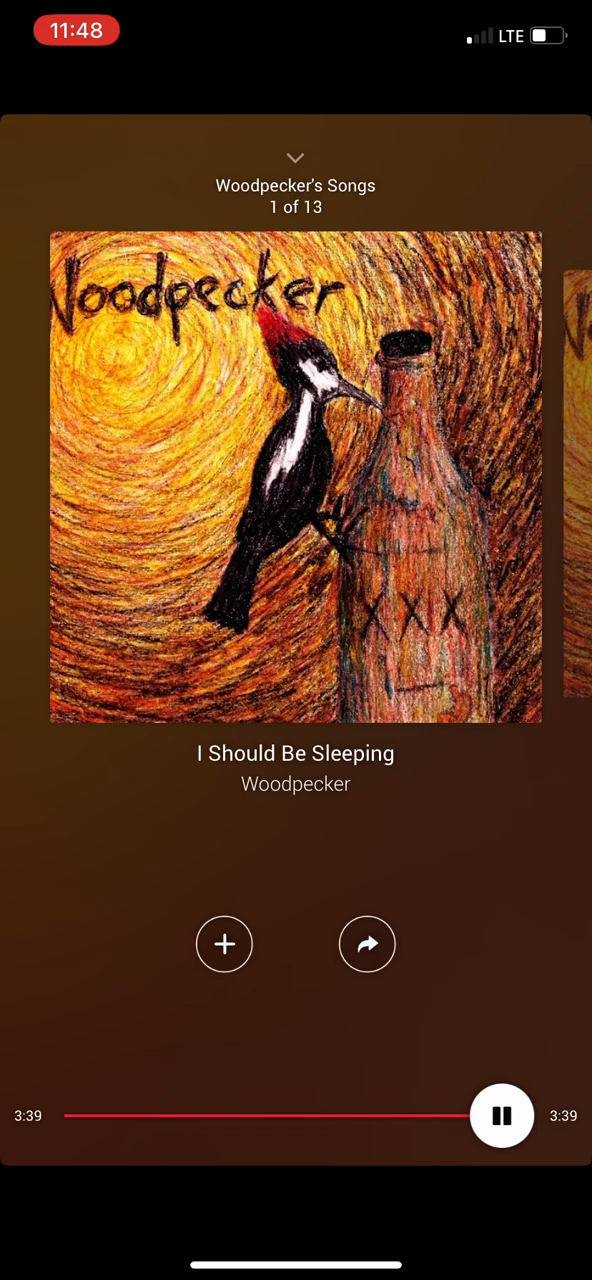 11:48
LTE
Woodpecker's Songs
1 of 13
Woodpecker
XXX
I Should Be Sleeping
Woodpecker
3:39
3:39